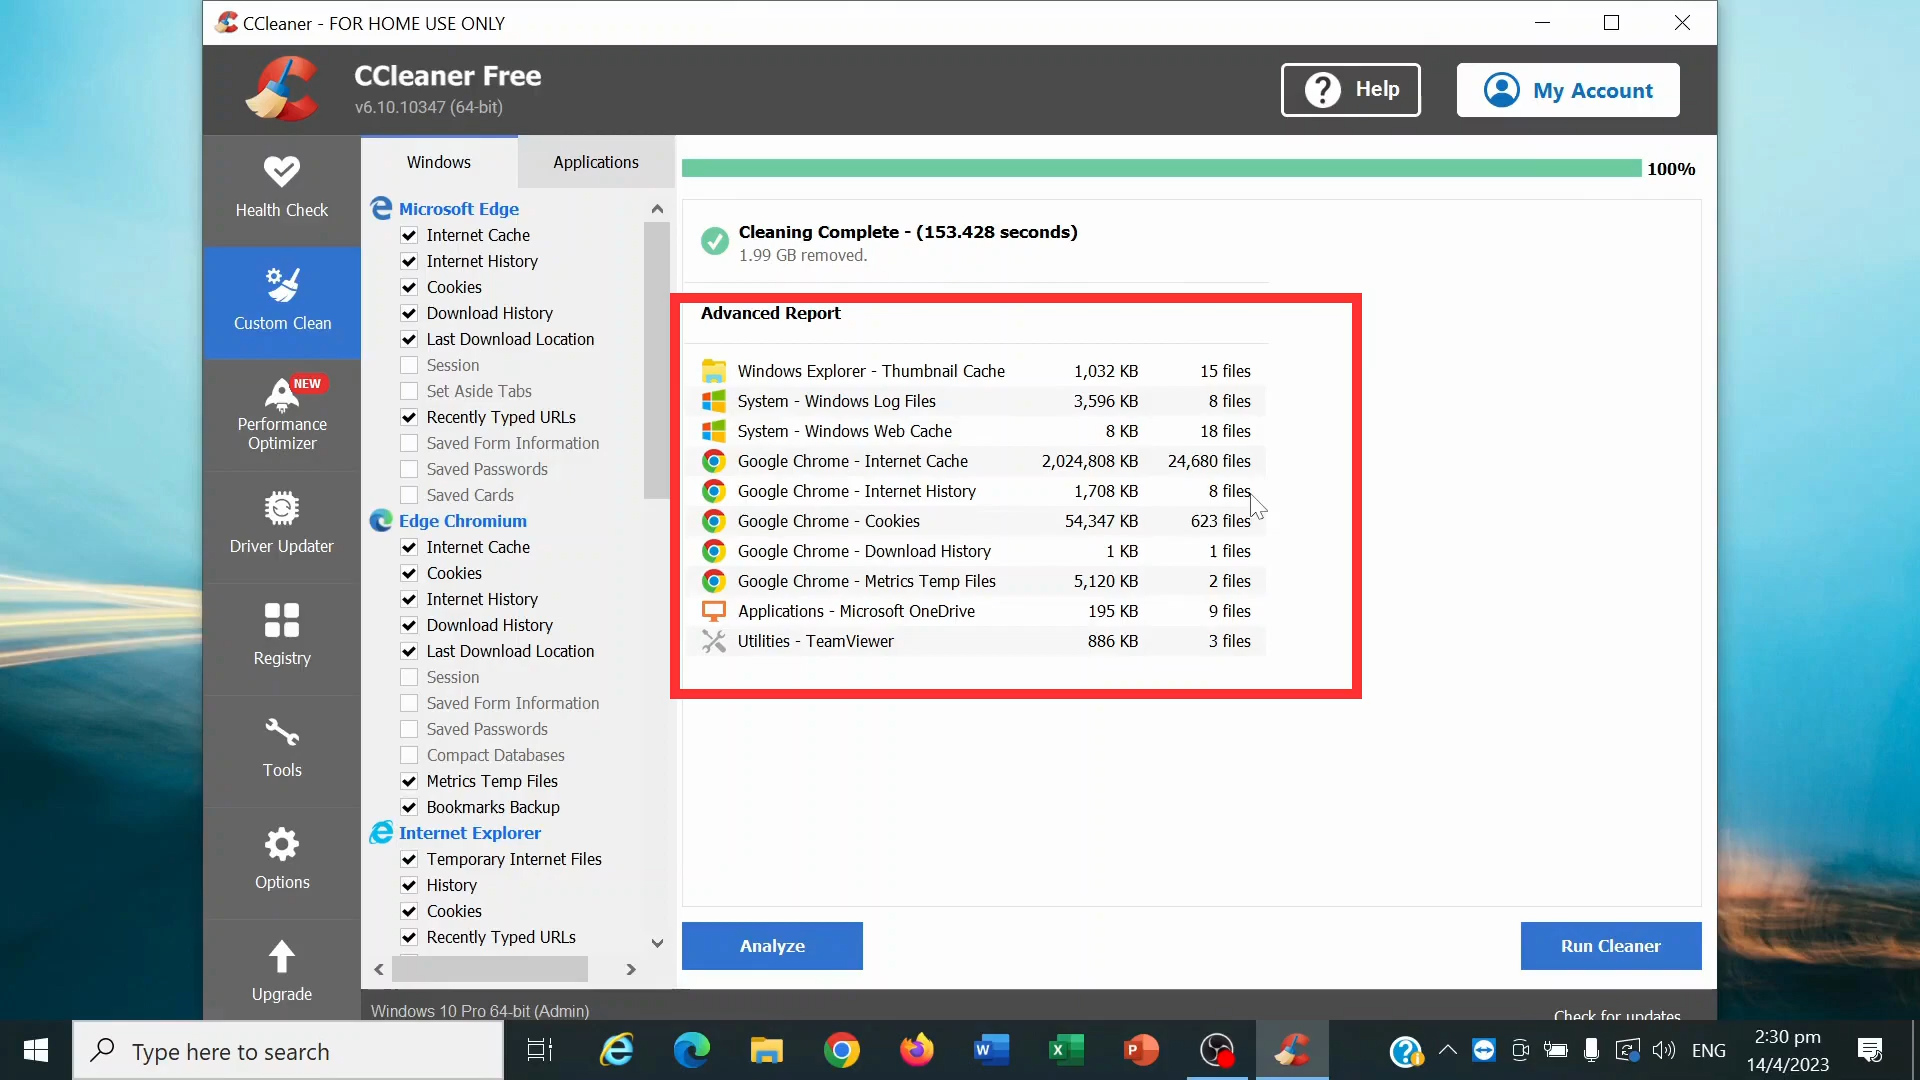 CCleaner - FOR HOME USE ONLY
CCleaner Free
v6.10.10347 (64-bit)
? Help
My Account
Health Check
Custom Clean
NEW
Performance
Optimizer
Driver Updater
Registry
Tools
Options
Upgrade
Windows
Applications
Microsoft Edge
Internet Cache
Internet History
Cookies
Download History
Last Download Location
Session
Set Aside Tabs
Recently Typed URLs
Saved Form Information
Saved Passwords
Saved Cards
Edge Chromium
Internet Cache
Cookies
Internet History
Download History
Last Download Location
Session
Saved Form Information
Saved Passwords
Compact Databases
Metrics Temp Files
Bookmarks Backup
Internet Explorer
Temporary Internet Files
History
Cookies
Recently Typed URLs
100%
Cleaning Complete - (153.428 seconds)
1.99 GB removed.
Advanced Report
Windows Explorer - Thumbnail Cache 1,032 KB 15 files
System - Windows Log Files 3,596 KB 8 files
System - Windows Web Cache 8 KB 18 files
Google Chrome - Internet Cache 2,024,808 KB 24,680 files
Google Chrome - Internet History 1,708 KB 8 files
Google Chrome - Cookies 54,347 KB 623 files
Google Chrome - Download History 1 KB 1 files
Google Chrome - Metrics Temp Files 5,120 KB 2 files
Applications - Microsoft OneDrive 195 KB 9 files
Utilities - TeamViewer 886 KB 3 files
Analyze
Run Cleaner
Windows 10 Pro 64-bit (Admin)
Check for updates
Type here to search
W
X
P
?
ENG
2:30 pm
14/4/2023